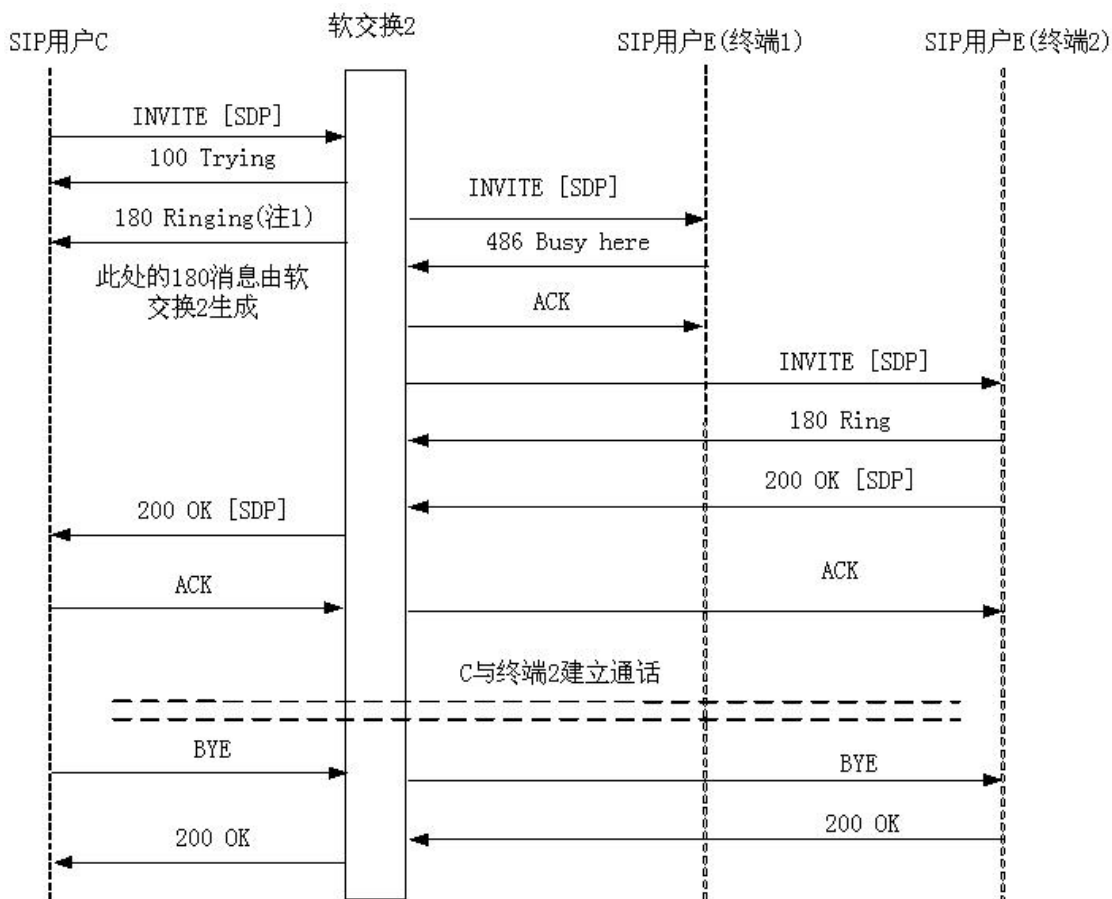 软交换2
SIP用户C
SIP用户E(终端1)
SIP用户E(终端2)
INVITE [SDP]
100 Trying
INVITE [SDP]
180 Ringing(注1)
486 Busy here
此处的180消息由软
交换2生成
ACK
INVITE [SDP]
180 Ring
200 OK [SDP]
200 OK [SDP]
ACK
ACK
C与终端2建立通话
BYE
BYE
200 OK
200 OK